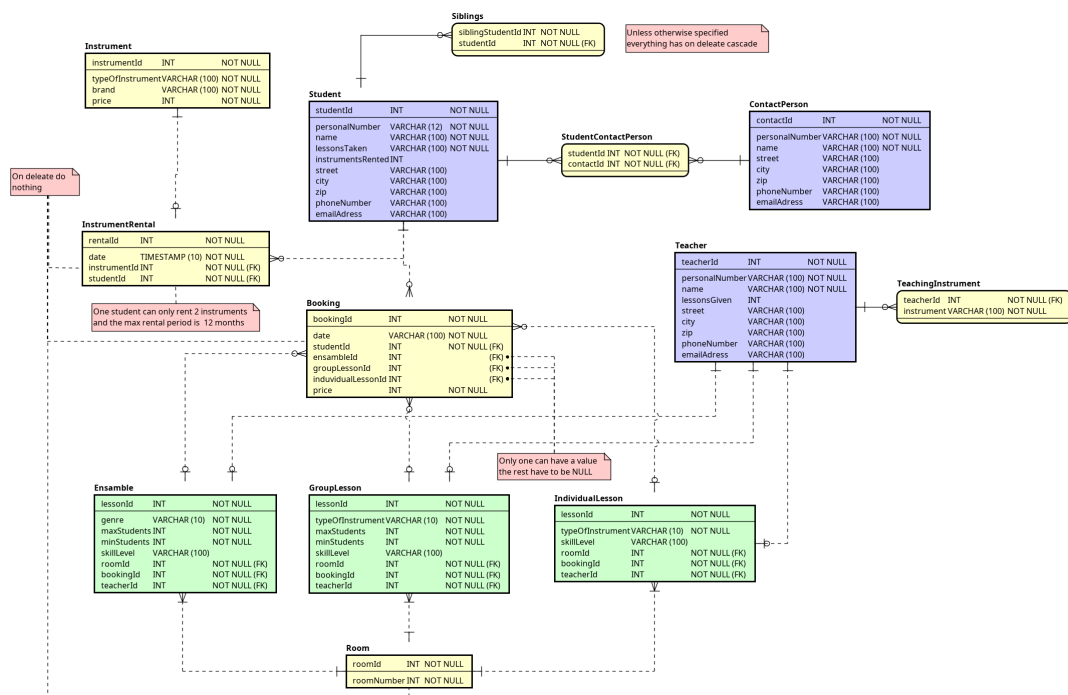 Siblings
siblingStudentId INT NOT NULL
studentId INT NOT NULL (FK)
Unless otherwise specified
everything has on deleate cascade
Instrument
instrumentId INT NOT NULL
typeOfInstrument VARCHAR (100) NOT NULL
brand VARCHAR (100) NOT NULL
price INT NOT NULL
Student
studentId INT NOT NULL
personalNumber VARCHAR (12) NOT NULL
name VARCHAR (100) NOT NULL
lessonsTaken VARCHAR (100) NOT NULL
instrumentsRented INT
street VARCHAR (100)
city VARCHAR (100)
zip VARCHAR (100)
phoneNumber VARCHAR (100)
emailAdress VARCHAR (100)
StudentContactPerson
studentId INT NOT NULL (FK)
contactId INT NOT NULL (FK)
ContactPerson
contactId INT NOT NULL
personalNumber VARCHAR (100) NOT NULL
name VARCHAR (100) NOT NULL
street VARCHAR (100)
city VARCHAR (100)
zip VARCHAR (100)
phoneNumber VARCHAR (100)
emailAdress VARCHAR (100)
On deleate do
nothing
InstrumentRental
rentalId INT NOT NULL
date TIMESTAMP (10) NOT NULL
instrumentId INT NOT NULL (FK)
studentId INT NOT NULL (FK)
One student can only rent 2 instruments
and the max rental period is 12 months
Booking
bookingId INT NOT NULL
date VARCHAR (100) NOT NULL
studentId INT NOT NULL (FK)
ensambleId INT (FK)
groupLessonId INT (FK)
induvidualLessonId INT (FK)
price INT NOT NULL
Teacher
teacherId INT NOT NULL
personalNumber VARCHAR (100) NOT NULL
name VARCHAR (100) NOT NULL
lessonsGiven INT
street VARCHAR (100)
city VARCHAR (100)
zip VARCHAR (100)
phoneNumber VARCHAR (100)
emailAdress VARCHAR (100)
TeachingInstrument
teacherId INT NOT NULL (FK)
instrument VARCHAR (100) NOT NULL
Only one can have a value
the rest have to be NULL
Ensamble
lessonId INT NOT NULL
genre VARCHAR (10) NOT NULL
maxStudents INT NOT NULL
minStudents INT NOT NULL
skillLevel VARCHAR (100)
roomId INT NOT NULL (FK)
bookingId INT NOT NULL (FK)
teacherId INT NOT NULL (FK)
GroupLesson
lessonId INT NOT NULL
typeOfInstrument VARCHAR (10) NOT NULL
maxStudents INT NOT NULL
minStudents INT NOT NULL
skillLevel VARCHAR (100)
roomId INT NOT NULL (FK)
bookingId INT NOT NULL (FK)
teacherId INT NOT NULL (FK)
IndividualLesson
lessonId INT NOT NULL
typeOfInstrument VARCHAR (10) NOT NULL
skillLevel VARCHAR (100)
roomId INT NOT NULL (FK)
bookingId INT NOT NULL (FK)
teacherId INT NOT NULL (FK)
Room
roomId INT NOT NULL
roomNumber INT NOT NULL